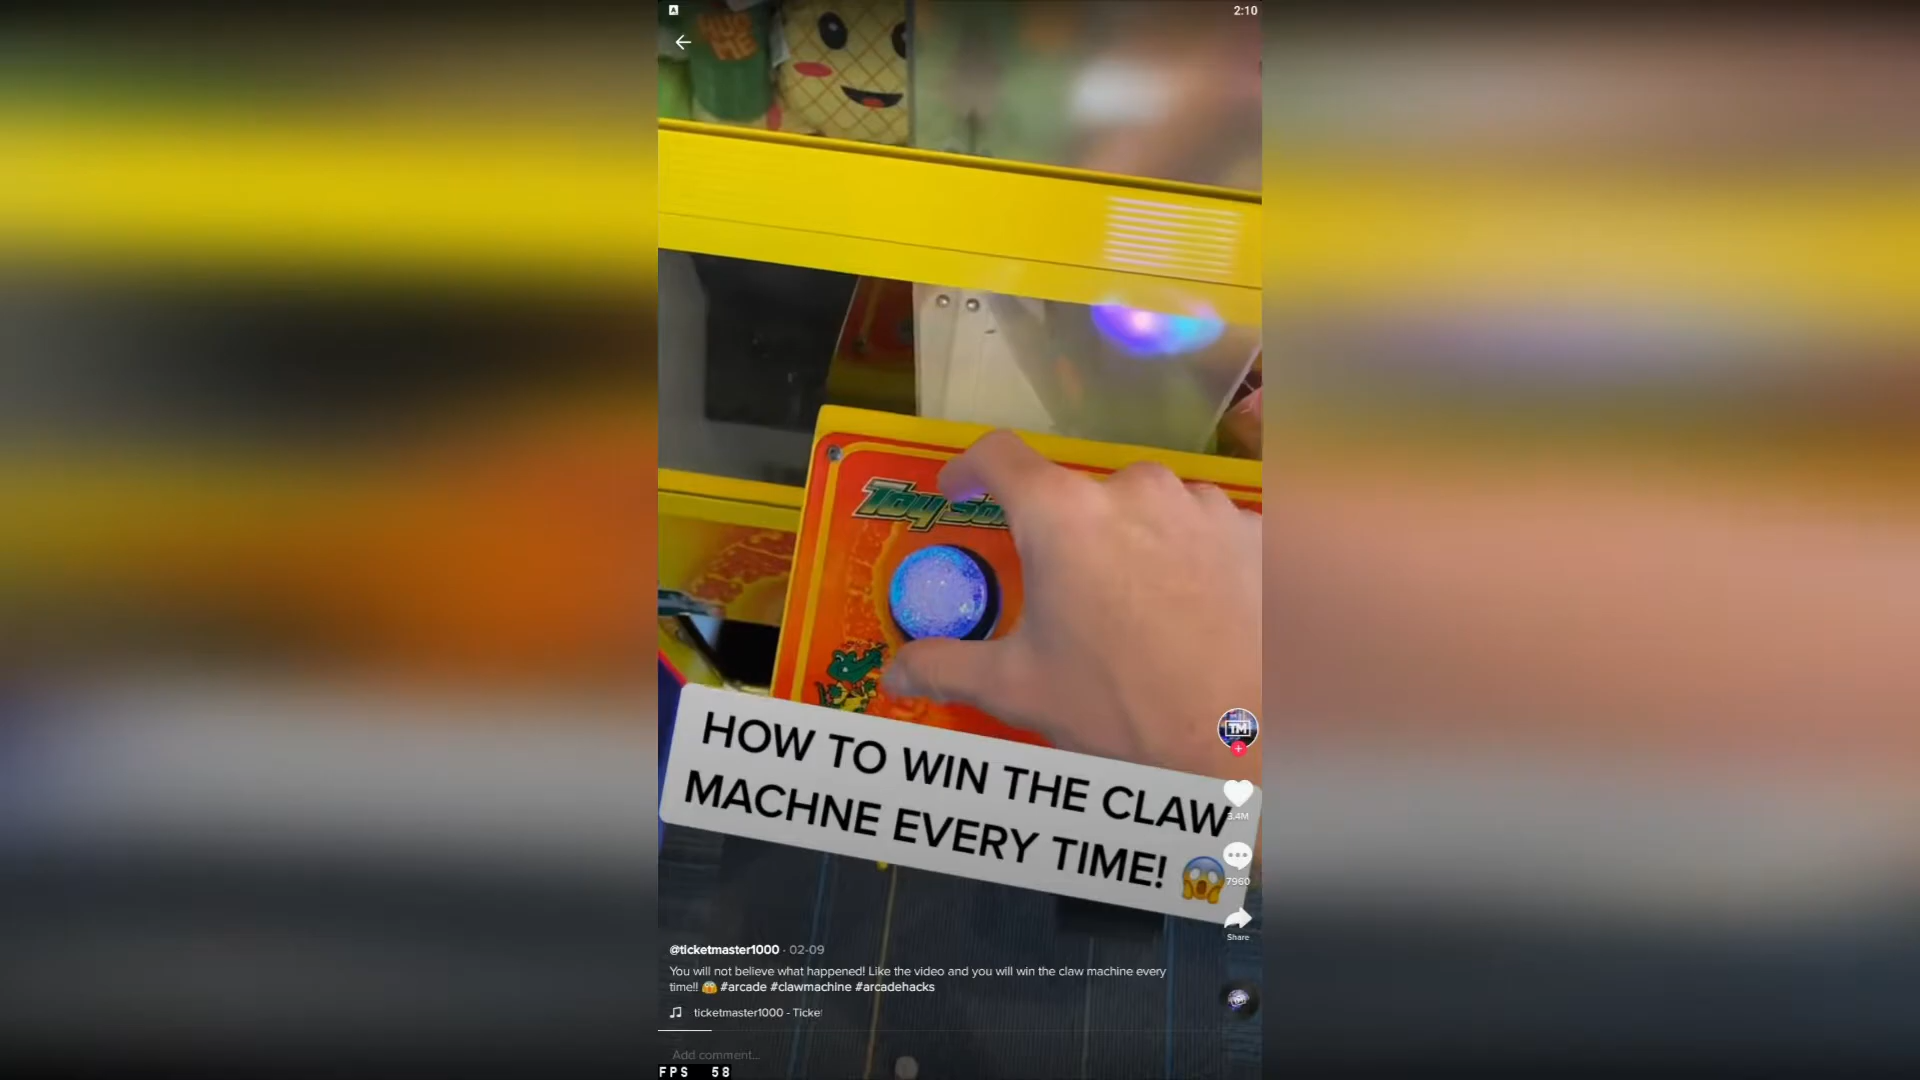 A
2:10
HOW TO WIN THE CLAW
MACHNE EVERY TIME! 😱
TM
3.4M
7960
Share
@ticketmaster1000 · 02-09
You will not believe what happened! Like the video and you will win the claw machine every
time!! 😱 #arcade #clawmachine #arcadehacks
ticketmaster1000 - Ticke
Add comment...
FPS 58